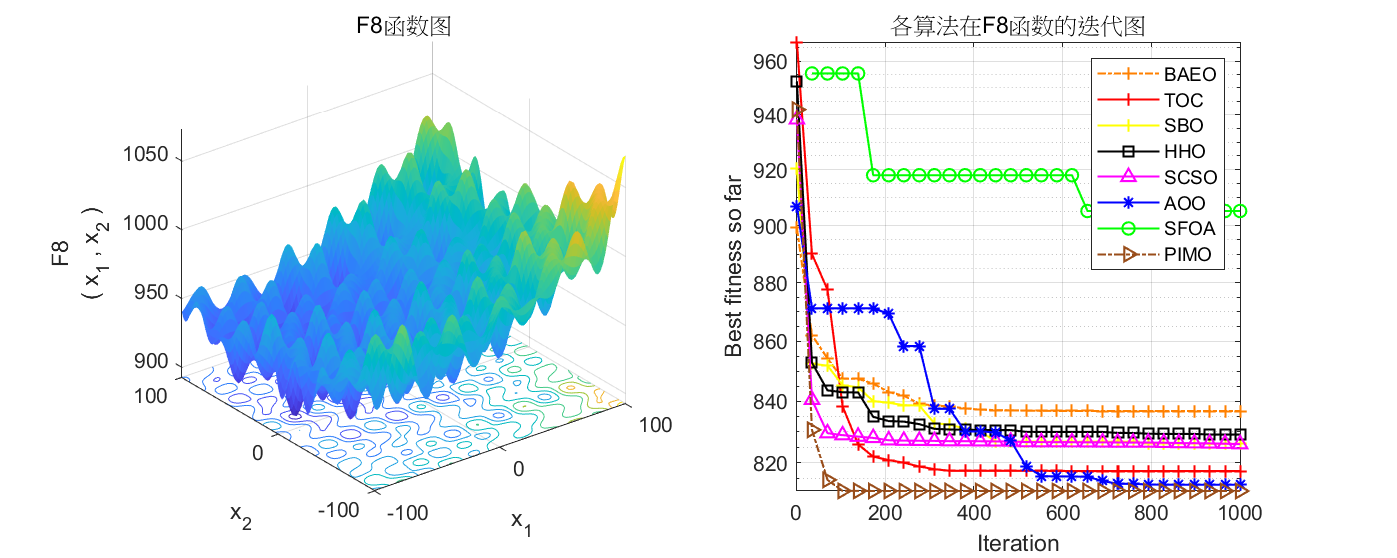 F8函数图
F8
( x1 , x2 )
1050
1000
950
900
100
0
-100
x2
-100
0
100
x1
各算法在F8函数的迭代图
Best fitness so far
960
940
920
900
880
860
840
820
0
200
400
600
800
1000
Iteration
BAEO
TOC
SBO
HHO
SCSO
AOO
SFOA
PIMO